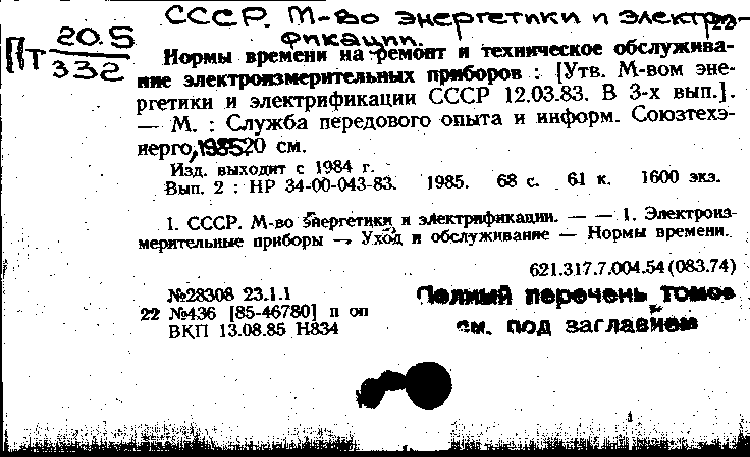 СССР. М-во энергетики и электри-
фикации.
Пт 20.5
332
22
Нормы времени на ремонт и техническое обслужива-
ние электроизмерительных приборов : [Утв. М-вом эне-
ргетики и электрификации СССР 12.03.83. В 3-х вып.].
— М. : Служба передового опыта и информ. Союзтехэ-
нерго, 1985 20 см.
Изд. выходит с 1984 г.
Вып. 2 : НР 34-00-043-83. 1985. 68 с. 61 к. 1600 экз.
1. СССР. М-во энергетики и электрификации. — — 1. Электроиз-
мерительные приборы — Уход и обслуживание — Нормы времени.
621.317.7.004.54 (083.74)
№28308 23.1.1
22 №436 [85-46780] п оп
ВКП 13.08.85 Н834
Полный перечень томов
см. под заглавием